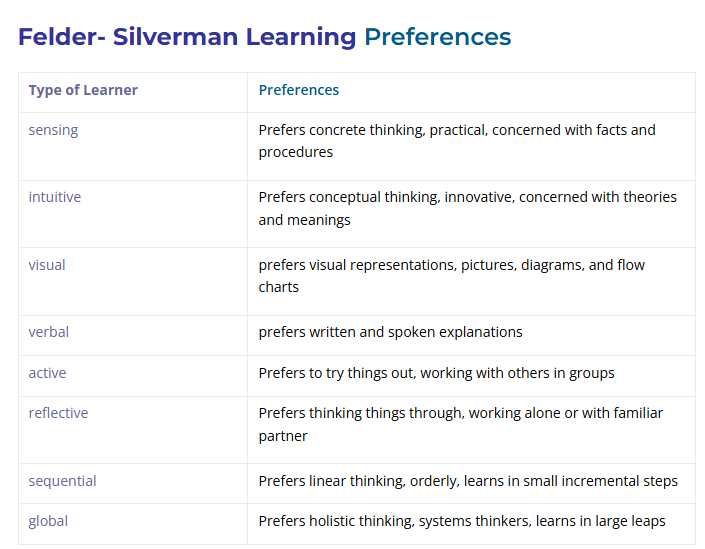 Felder- Silverman Learning Preferences
Type of Learner
Preferences
sensing
Prefers concrete thinking, practical, concerned with facts and
procedures
intuitive
Prefers conceptual thinking, innovative, concerned with theories
and meanings
visual
prefers visual representations, pictures, diagrams, and flow
charts
verbal
prefers written and spoken explanations
active
Prefers to try things out, working with others in groups
reflective
Prefers thinking things through, working alone or with familiar
partner
sequential
Prefers linear thinking, orderly, learns in small incremental steps
global
Prefers holistic thinking, systems thinkers, learns in large leaps